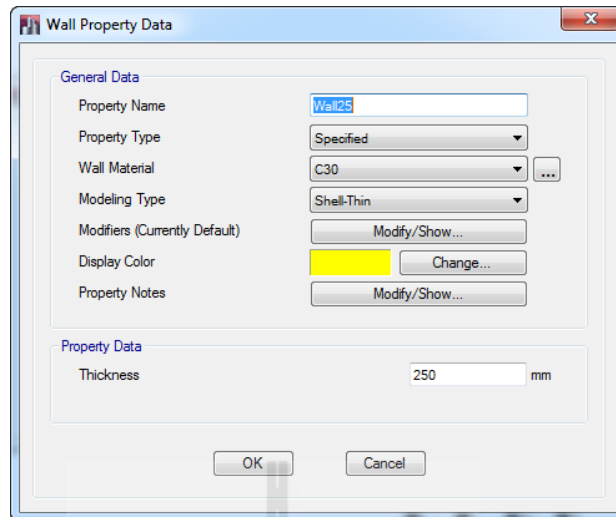 Wall Property Data
General Data
Property Name Wall25
Property Type Specified
Wall Material C30 ...
Modeling Type Shell-Thin
Modifiers (Currently Default) Modify/Show...
Display Color Change...
Property Notes Modify/Show...
Property Data
Thickness 250 mm
OK Cancel